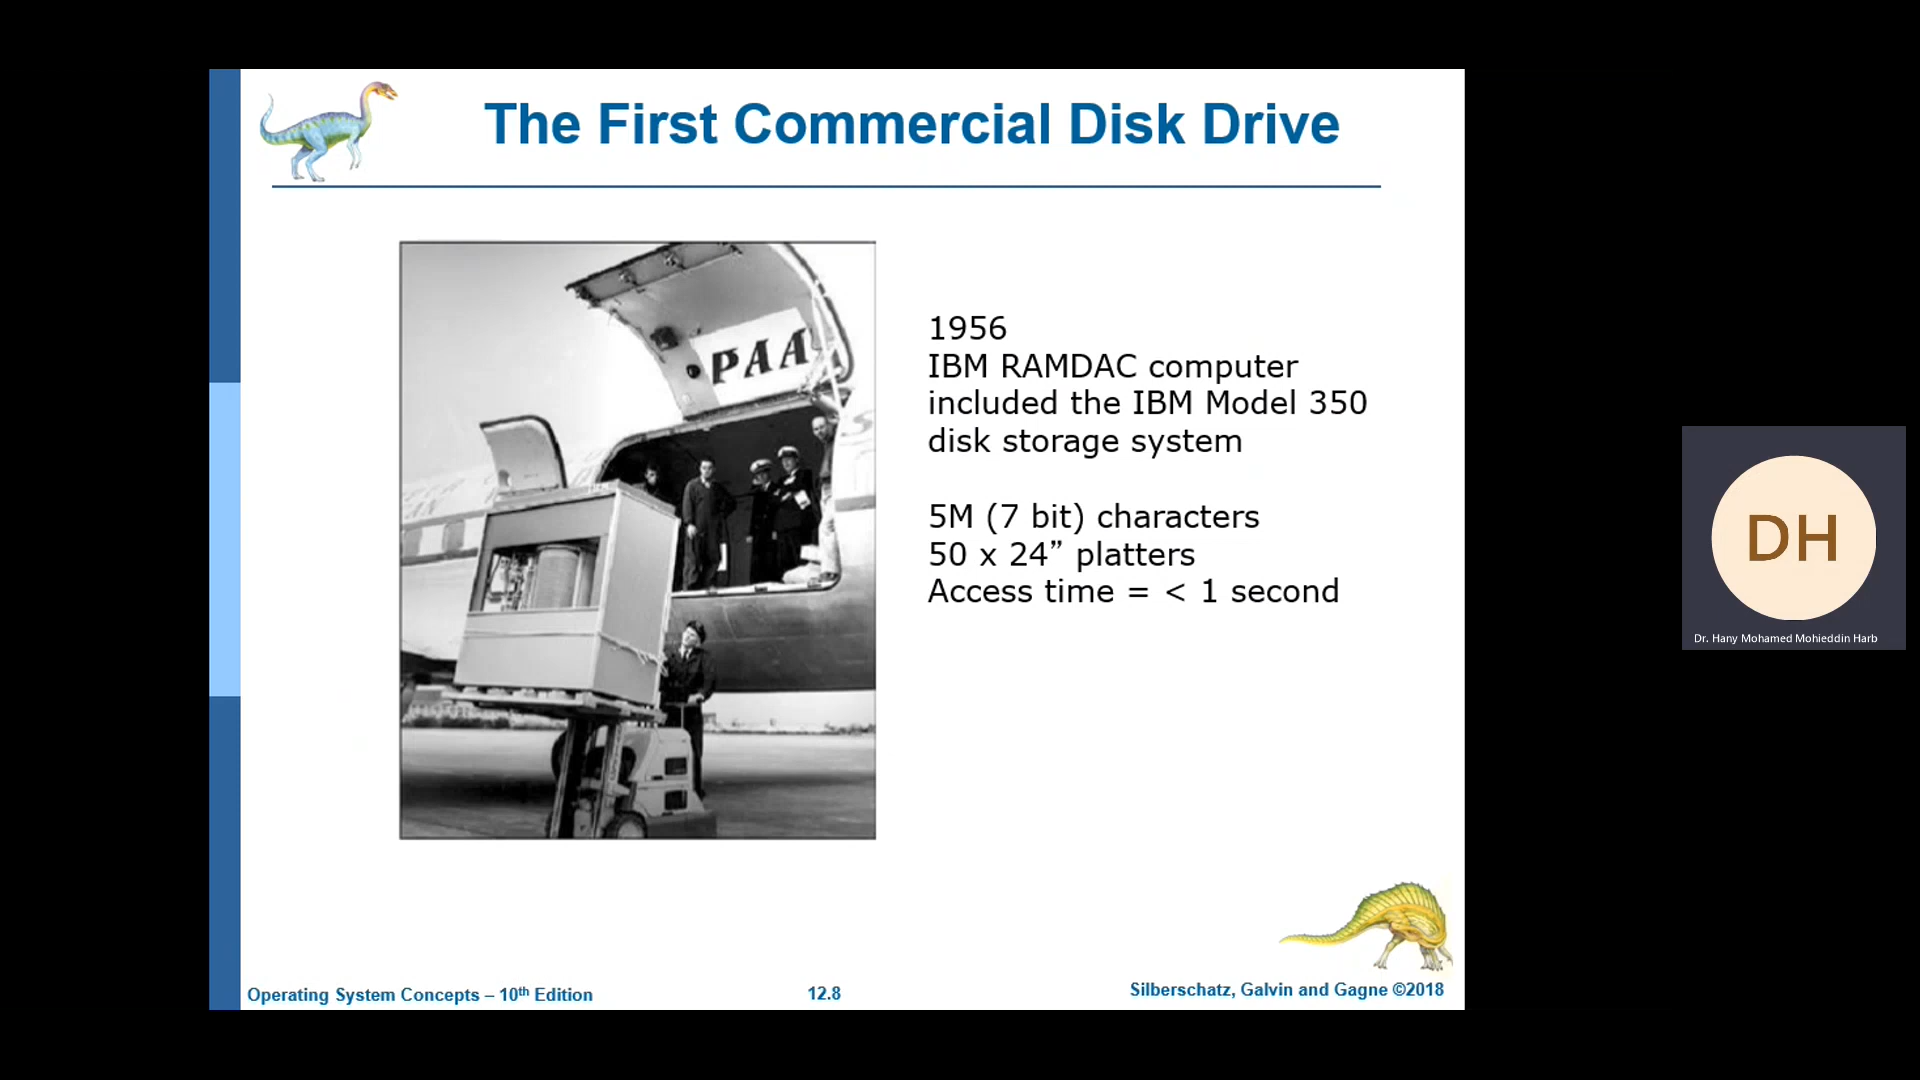 The First Commercial Disk Drive
PAA
1956
IBM RAMDAC computer
included the IBM Model 350
disk storage system
5M (7 bit) characters
50 x 24” platters
Access time = < 1 second
DH
Dr. Hany Mohamed Mohieddin Harb
Operating System Concepts – 10th Edition
12.8
Silberschatz, Galvin and Gagne ©2018